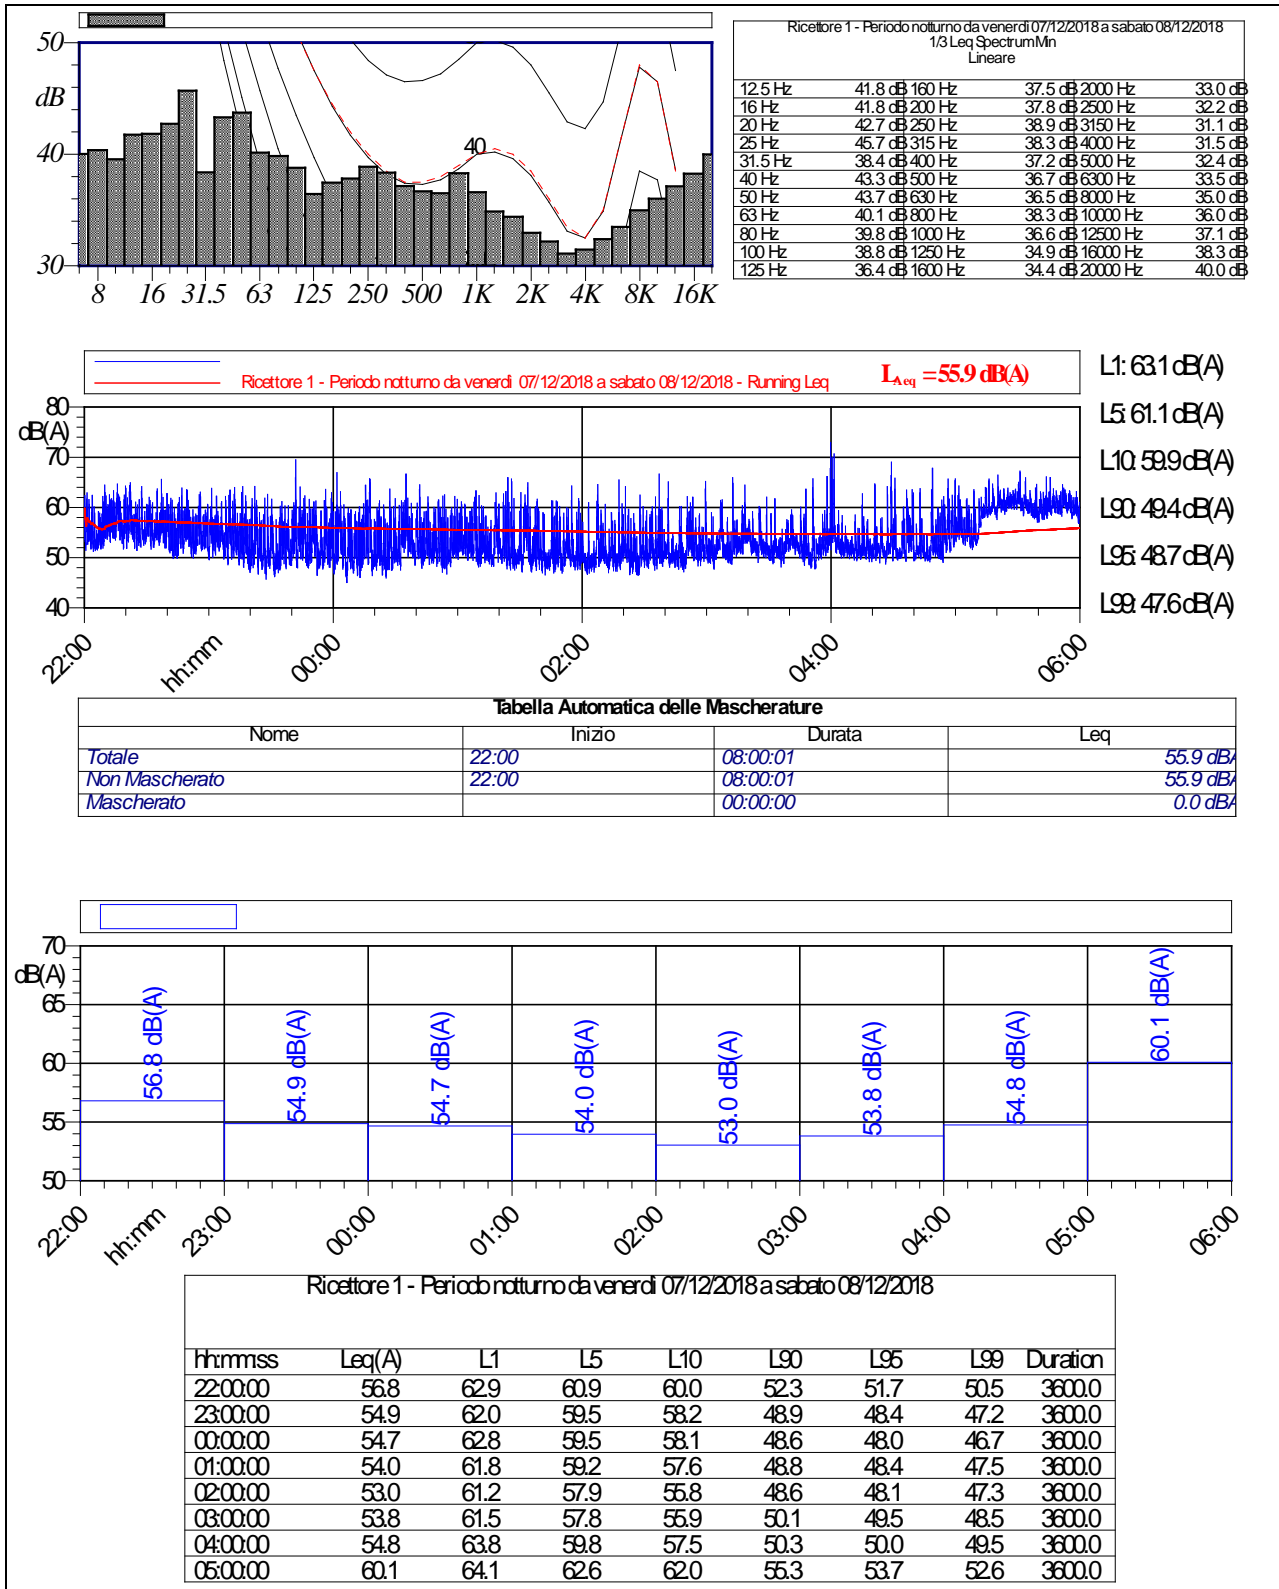 50
dB
40
30
40
8 16 31.5 63 125 250 500 1K 2K 4K 8K 16K
Ricettore 1 - Periodo notturno da venerdì 07/12/2018 a sabato 08/12/2018
1/3 Leq Spectrum Min
Lineare
12.5 Hz 41.8 dB 160 Hz 37.5 dB 2000 Hz 33.0 dB
16 Hz 41.8 dB 200 Hz 37.8 dB 2500 Hz 32.2 dB
20 Hz 42.7 dB 250 Hz 38.9 dB 3150 Hz 31.1 dB
25 Hz 45.7 dB 315 Hz 38.3 dB 4000 Hz 31.5 dB
31.5 Hz 38.4 dB 400 Hz 37.2 dB 5000 Hz 32.4 dB
40 Hz 43.3 dB 500 Hz 36.7 dB 6300 Hz 33.5 dB
50 Hz 43.7 dB 630 Hz 36.5 dB 8000 Hz 35.0 dB
63 Hz 40.1 dB 800 Hz 38.3 dB 10000 Hz 36.0 dB
80 Hz 39.8 dB 1000 Hz 36.6 dB 12500 Hz 37.1 dB
100 Hz 38.8 dB 1250 Hz 34.9 dB 16000 Hz 38.3 dB
125 Hz 36.4 dB 1600 Hz 34.4 dB 20000 Hz 40.0 dB
Ricettore 1 - Periodo notturno da venerdì 07/12/2018 a sabato 08/12/2018 - Running Leq
LAeq = 55.9 dB(A)
80
dB(A)
70
60
50
40
22:00 hh:mm 00:00 02:00 04:00 06:00
L1: 63.1 dB(A)
L5: 61.1 dB(A)
L10: 59.9 dB(A)
L90: 49.4 dB(A)
L95: 48.7 dB(A)
L99: 47.6 dB(A)
Tabella Automatica delle Mascherature
Nome Inizio Durata Leq
Totale 22:00 08:00:01 55.9 dBA
Non Mascherato 22:00 08:00:01 55.9 dBA
Mascherato 00:00:00 0.0 dBA
70
dB(A)
65
60
55
50
56.8 dB(A)
54.9 dB(A)
54.7 dB(A)
54.0 dB(A)
53.0 dB(A)
53.8 dB(A)
54.8 dB(A)
60.1 dB(A)
22:00 hh:mm 23:00 00:00 01:00 02:00 03:00 04:00 05:00 06:00
Ricettore 1 - Periodo notturno da venerdì 07/12/2018 a sabato 08/12/2018
hh:mm:ss Leq(A) L1 L5 L10 L90 L95 L99 Duration
22:00:00 56.8 62.9 60.9 60.0 52.3 51.7 50.5 3600.0
23:00:00 54.9 62.0 59.5 58.2 48.9 48.4 47.2 3600.0
00:00:00 54.7 62.8 59.5 58.1 48.6 48.0 46.7 3600.0
01:00:00 54.0 61.8 59.2 57.6 48.8 48.4 47.5 3600.0
02:00:00 53.0 61.2 57.9 55.8 48.6 48.1 47.3 3600.0
03:00:00 53.8 61.5 57.8 55.9 50.1 49.5 48.5 3600.0
04:00:00 54.8 63.8 59.8 57.5 50.3 50.0 49.5 3600.0
05:00:00 60.1 64.1 62.6 62.0 55.3 53.7 52.6 3600.0